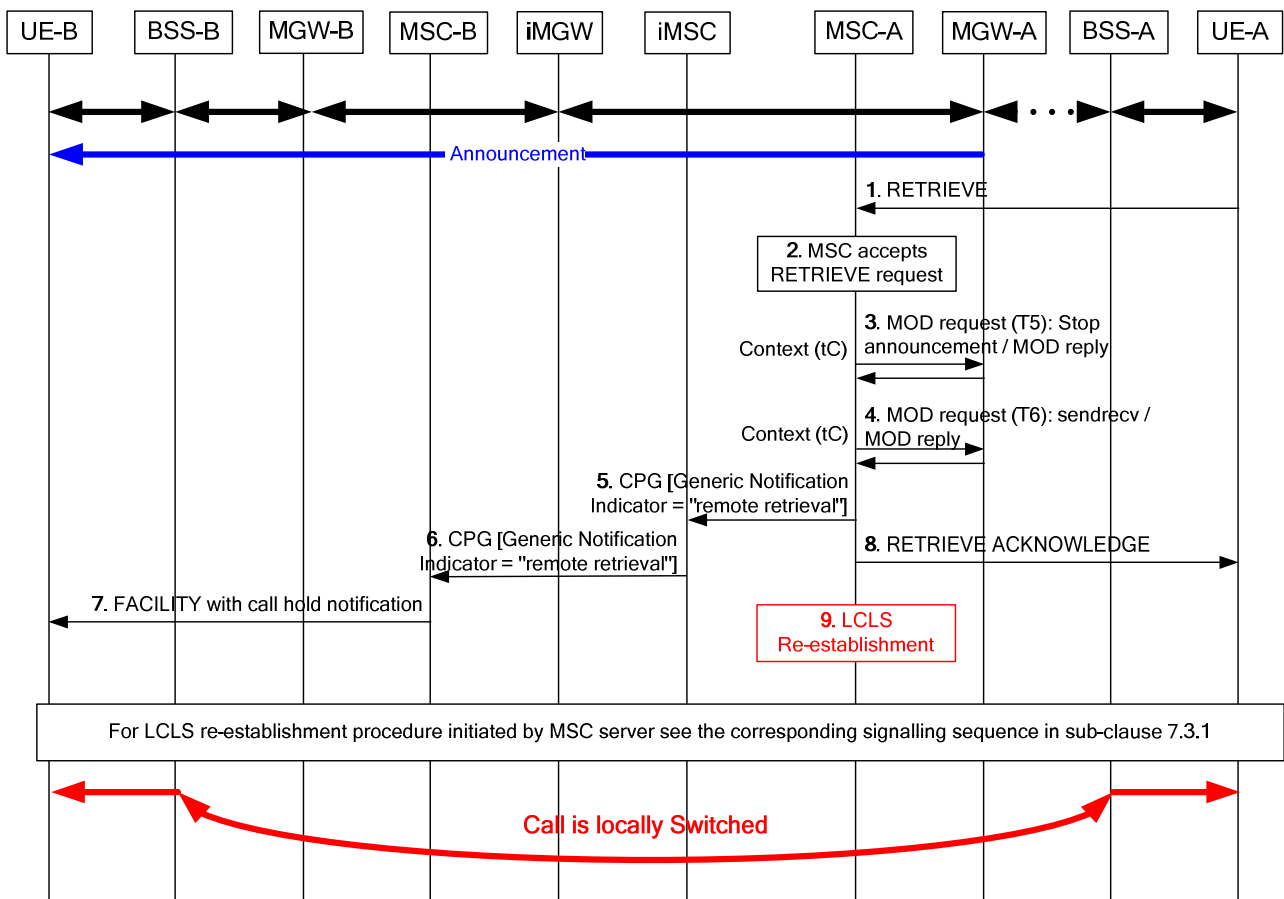 UE-B
BSS-B
MGW-B
MSC-B
iMGW
iMSC
MSC-A
MGW-A
BSS-A
UE-A
Announcement
1. RETRIEVE
2. MSC accepts
RETRIEVE request
3. MOD request (T5): Stop
announcement / MOD reply
Context (tC)
4. MOD request (T6): sendrecv /
MOD reply
Context (tC)
5. CPG [Generic Notification
Indicator = "remote retrieval"]
6. CPG [Generic Notification
Indicator = "remote retrieval"]
8. RETRIEVE ACKNOWLEDGE
7. FACILITY with call hold notification
9. LCLS
Re-establishment
For LCLS re-establishment procedure initiated by MSC server see the corresponding signalling sequence in sub-clause 7.3.1
Call is locally Switched